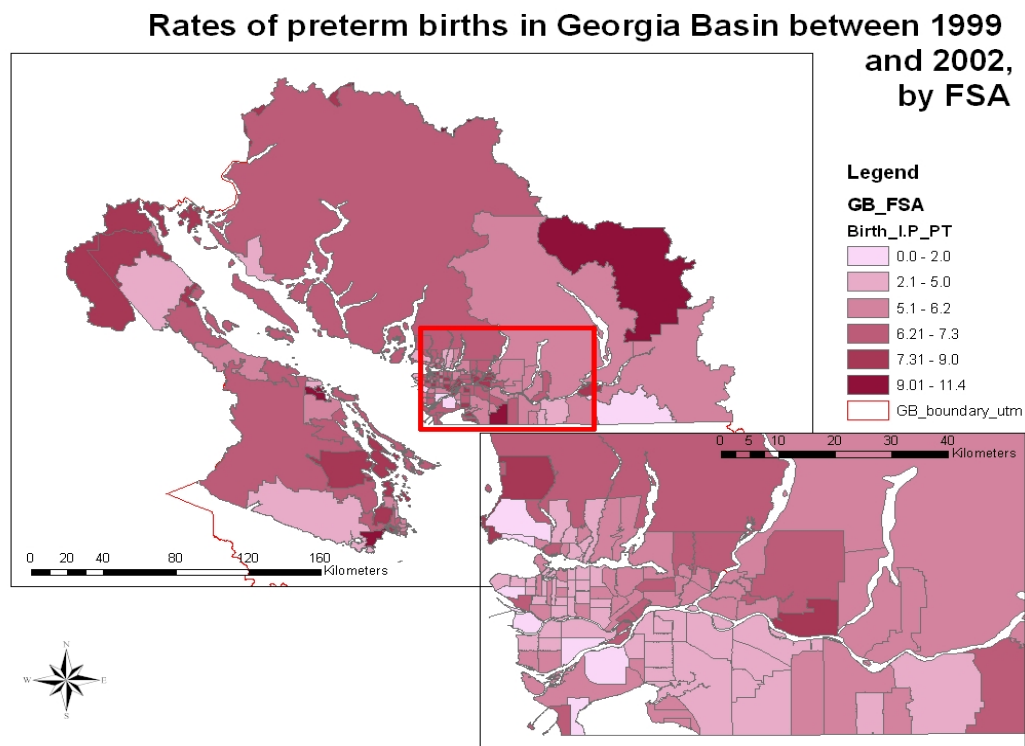 Rates of preterm births in Georgia Basin between 1999
and 2002,
by FSA
Legend
GB_FSA
Birth_I.P_PT
0.0 - 2.0
2.1 - 5.0
5.1 - 6.2
6.21 - 7.3
7.31 - 9.0
9.01 - 11.4
GB_boundary_utm
0 5 10 20 30 40
Kilometers
0 20 40 80 120 160
Kilometers
N
W E
S